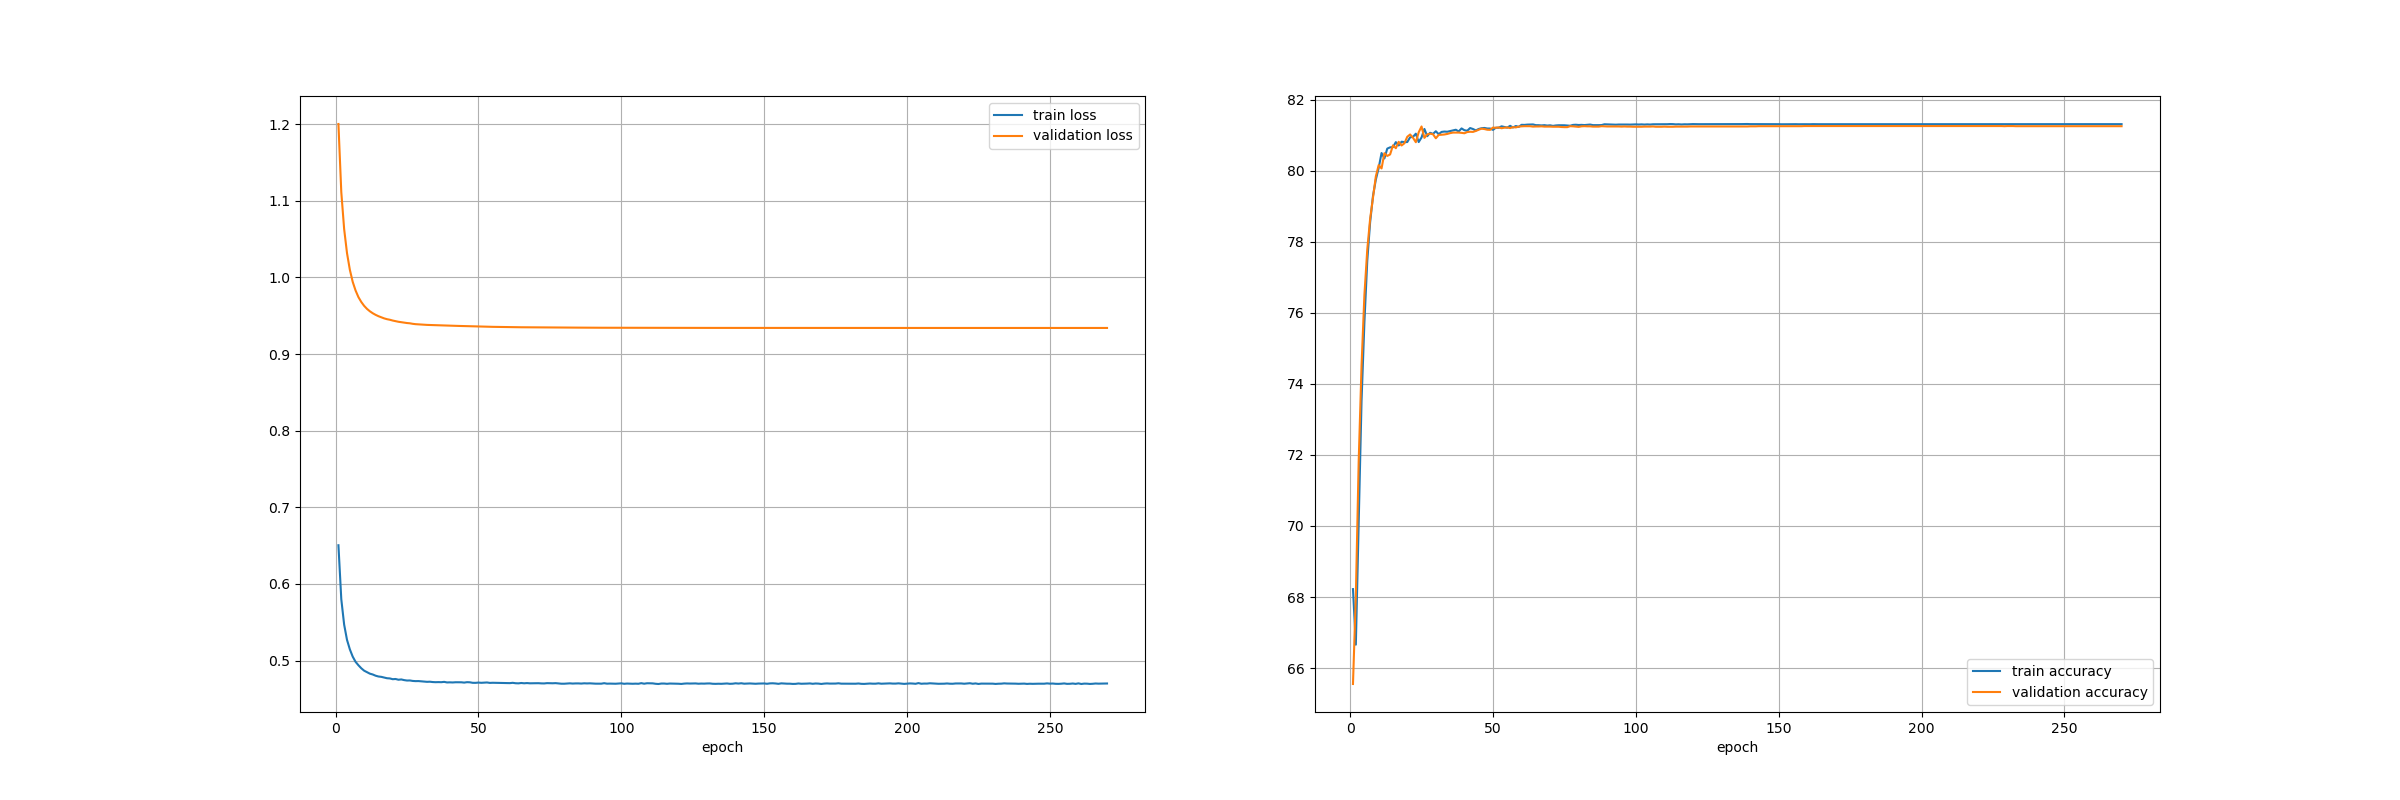 train loss
validation loss
1.2
1.1
1.0
0.9
0.8
0.7
0.6
0.5
0 50 100 150 200 250
epoch
82
80
78
76
74
72
70
68
66
train accuracy
validation accuracy
0 50 100 150 200 250
epoch